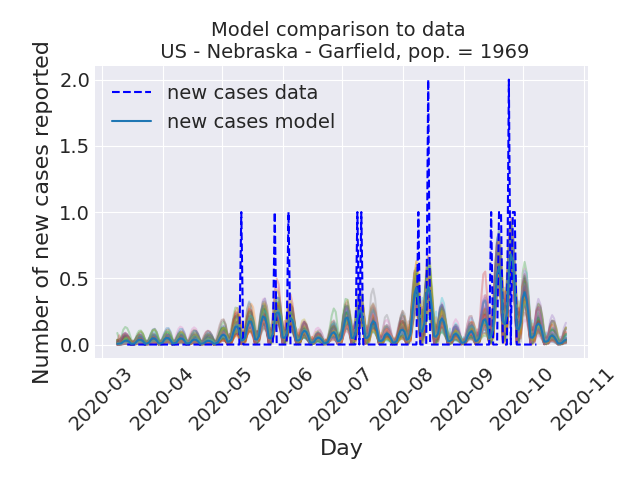 Model comparison to data
US - Nebraska - Garfield, pop. = 1969
Number of new cases reported
2.0
1.5
1.0
0.5
0.0
new cases data
new cases model
2020-03
2020-04
2020-05
2020-06
2020-07
2020-08
2020-09
2020-10
2020-11
Day